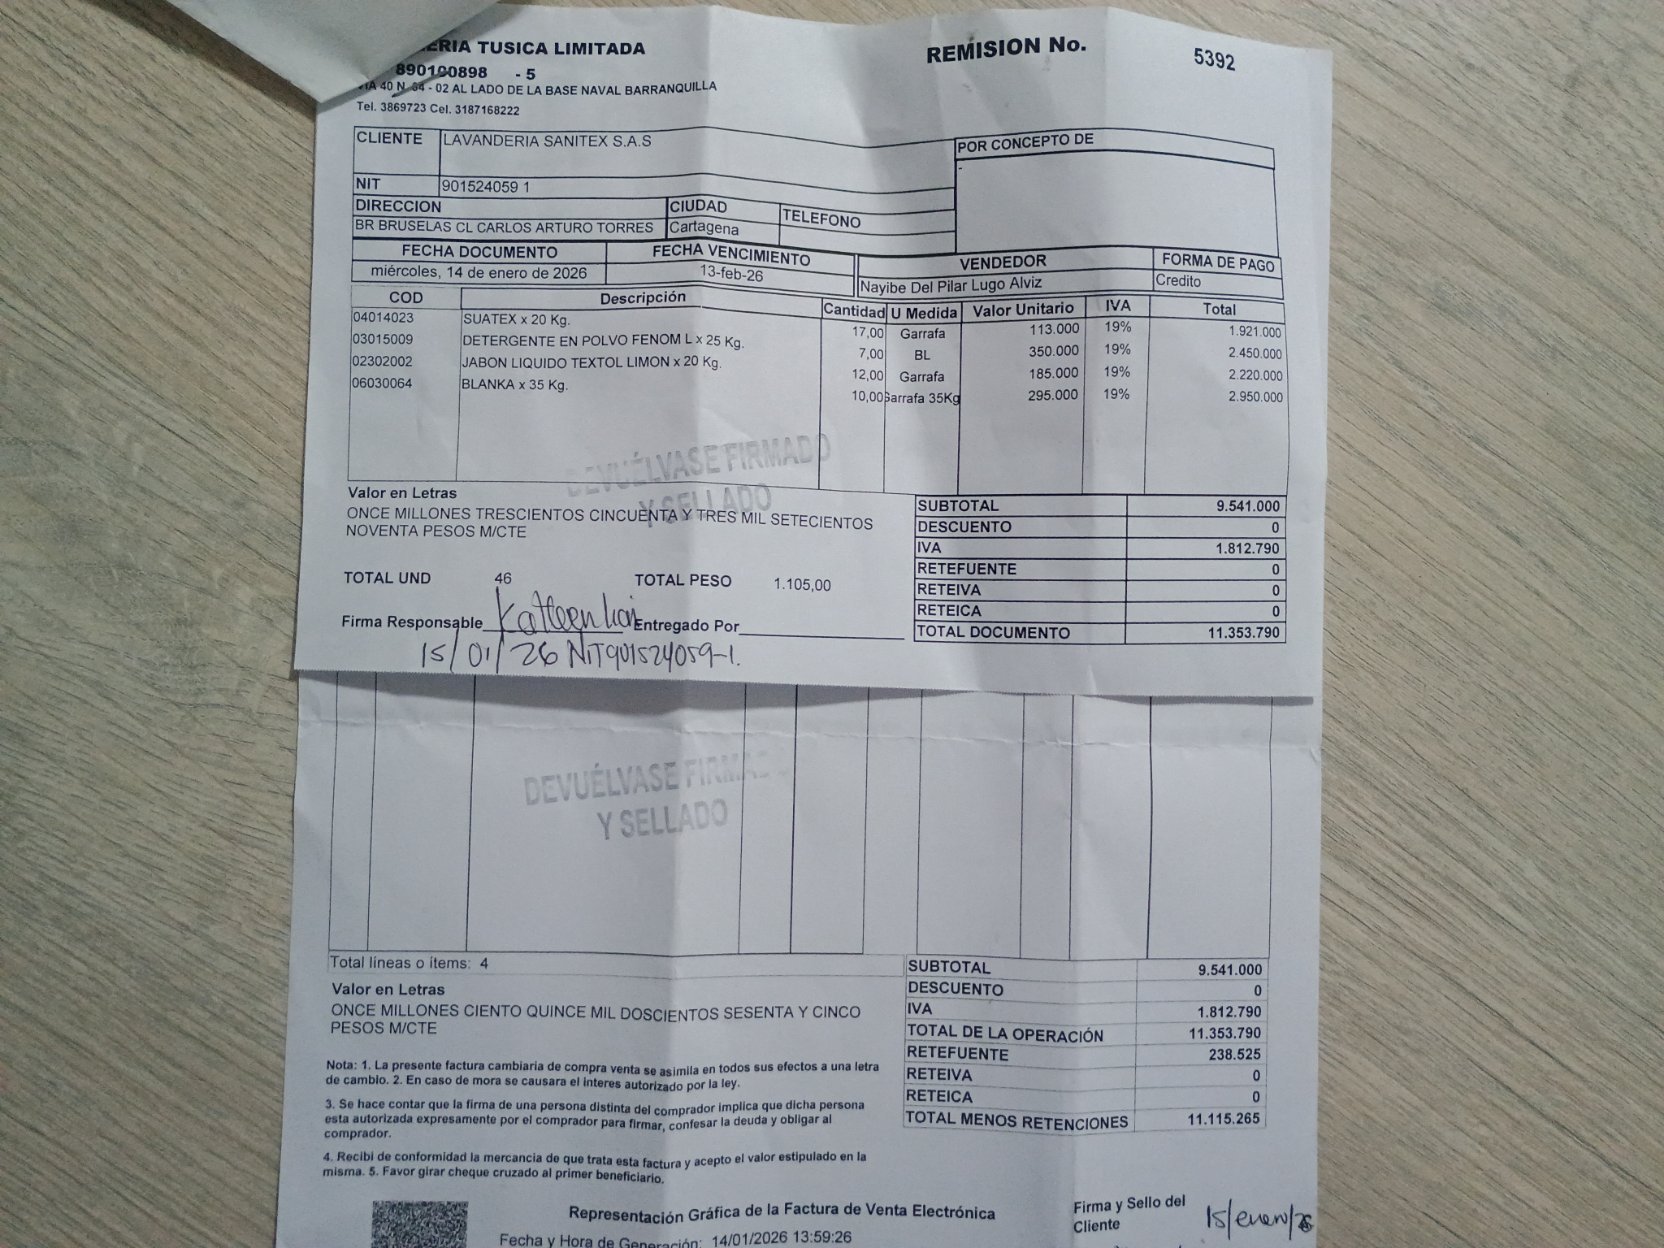 ERIA TUSICA LIMITADA
REMISION No. 5392
890100898 - 5
VIA 40 N. 84 - 02 AL LADO DE LA BASE NAVAL BARRANQUILLA
Tel. 3869723 Cel. 3187168222
CLIENTE LAVANDERIA SANITEX S.A.S
POR CONCEPTO DE
-
NIT 901524059 1
DIRECCION CIUDAD TELEFONO
BR BRUSELAS CL CARLOS ARTURO TORRES Cartagena
FECHA DOCUMENTO FECHA VENCIMIENTO VENDEDOR FORMA DE PAGO
miércoles, 14 de enero de 2026 13-feb-26 Nayibe Del Pilar Lugo Alviz Credito
COD Descripción Cantidad U Medida Valor Unitario IVA Total
04014023 SUATEX x 20 Kg. 17,00 Garrafa 113.000 19% 1.921.000
03015009 DETERGENTE EN POLVO FENOM L x 25 Kg. 7,00 BL 350.000 19% 2.450.000
02302002 JABON LIQUIDO TEXTOL LIMON x 20 Kg. 12,00 Garrafa 185.000 19% 2.220.000
06030064 BLANKA x 35 Kg. 10,00 Garrafa 35Kg 295.000 19% 2.950.000
DEVUÉLVASE FIRMADO
Y SELLADO
Valor en Letras
ONCE MILLONES TRESCIENTOS CINCUENTA Y TRES MIL SETECIENTOS
NOVENTA PESOS M/CTE
SUBTOTAL 9.541.000
DESCUENTO 0
IVA 1.812.790
RETEFUENTE 0
RETEIVA 0
RETEICA 0
TOTAL DOCUMENTO 11.353.790
TOTAL UND 46 TOTAL PESO 1.105,00
Firma Responsable Entregado Por
15/01/26 NIT901524059-1.
DEVUÉLVASE FIRMA
Y SELLADO
Total líneas o ítems: 4
Valor en Letras
ONCE MILLONES CIENTO QUINCE MIL DOSCIENTOS SESENTA Y CINCO
PESOS M/CTE
SUBTOTAL 9.541.000
DESCUENTO 0
IVA 1.812.790
TOTAL DE LA OPERACIÓN 11.353.790
RETEFUENTE 238.525
RETEIVA 0
RETEICA 0
TOTAL MENOS RETENCIONES 11.115.265
Nota: 1. La presente factura cambiaria de compra venta se asimila en todos sus efectos a una letra
de cambio. 2. En caso de mora se causara el interes autorizado por la ley.
3. Se hace contar que la firma de una persona distinta del comprador implica que dicha persona
esta autorizada expresamente por el comprador para firmar, confesar la deuda y obligar al
comprador.
4. Recibi de conformidad la mercancia de que trata esta factura y acepto el valor estipulado en la
misma. 5. Favor girar cheque cruzado al primer beneficiario.
Representación Gráfica de la Factura de Venta Electrónica
Fecha y Hora de Generación: 14/01/2026 13:59:26
Firma y Sello del
Cliente
15/enero/26